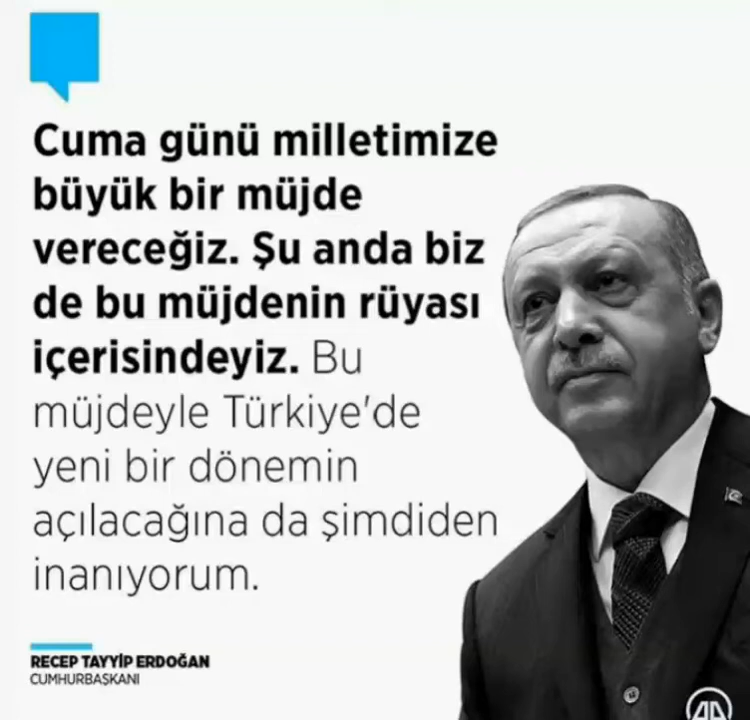 Cuma günü milletimize
büyük bir müjde
vereceğiz. Şu anda biz
de bu müjdenin rüyası
içerisindeyiz. Bu
müjdeyle Türkiye'de
yeni bir dönemin
açılacağına da şimdiden
inanıyorum.
RECEP TAYYİP ERDOĞAN
CUMHURBAŞKANI
AA